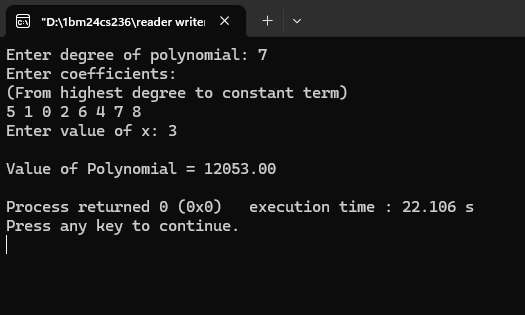 "D:\1bm24cs236\reader writer
Enter degree of polynomial: 7
Enter coefficients:
(From highest degree to constant term)
5 1 0 2 6 4 7 8
Enter value of x: 3
Value of Polynomial = 12053.00
Process returned 0 (0x0)   execution time : 22.106 s
Press any key to continue.